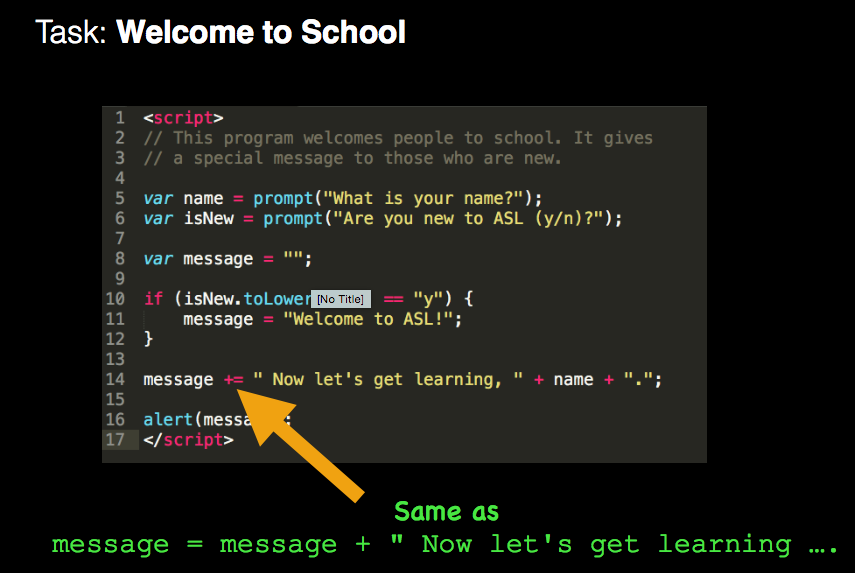 Task: Welcome to School
1 <script>
2 // This program welcomes people to school. It gives
3 // a special message to those who are new.
4
5 var name = prompt("What is your name?");
6 var isNew = prompt("Are you new to ASL (y/n)?");
7
8 var message = "";
9
10 if (isNew.toLower[No Title] == "y") {
11 message = "Welcome to ASL!";
12 }
13
14 message += " Now let's get learning, " + name + ".";
15
16 alert(messa ;
17 </script>
Same as
message = message + " Now let's get learning ….